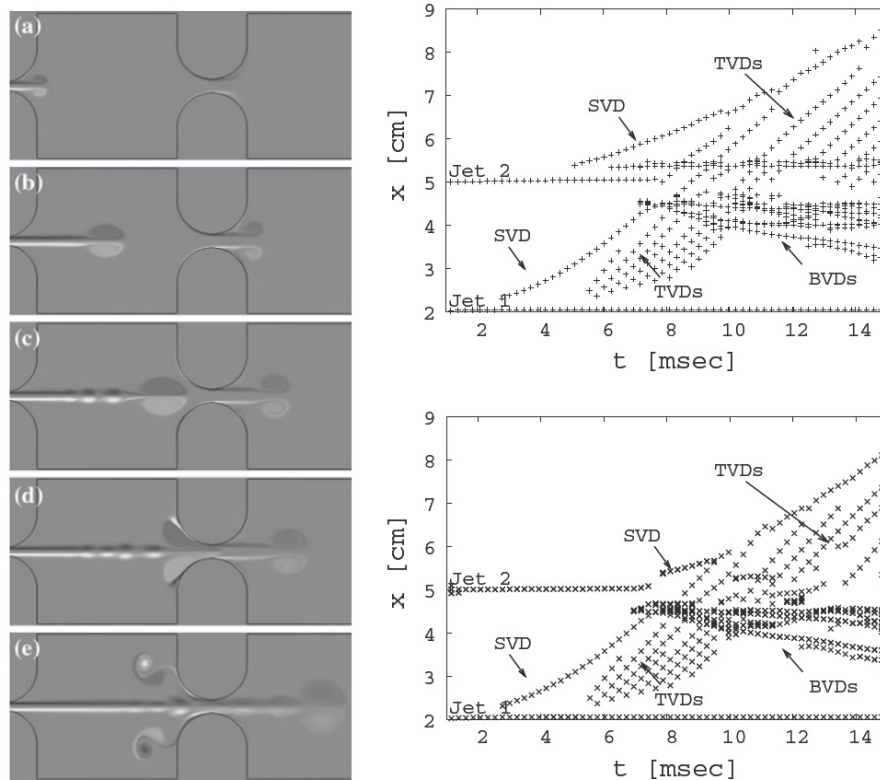 (a)
(b)
(c)
(d)
(e)
9
8
7
6
5
4
3
2
x [cm]
TVDs
SVD
Jet 2
SVD
TVDs
BVDs
Jet 1
2 4 6 8 10 12 14
t [msec]
9
8
7
6
5
4
3
2
x [cm]
TVDs
SVD
Jet 2
SVD
TVDs
BVDs
Jet 1
2 4 6 8 10 12 14
t [msec]